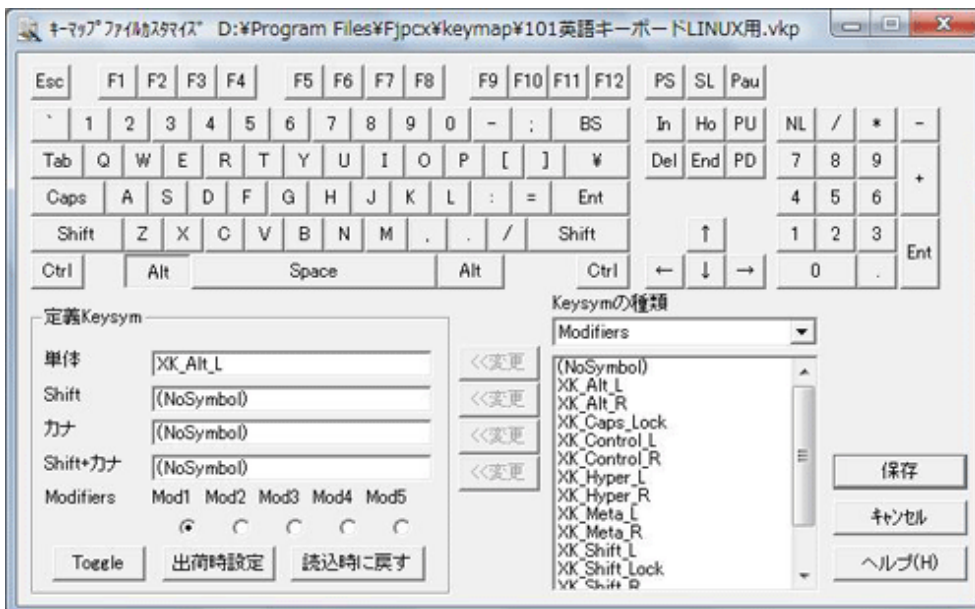 ｷｰﾏｯﾌﾟﾌｧｲﾙｶｽﾀﾏｲｽﾞ D:¥Program Files¥Fjpcx¥keymap¥101英語キーボードLINUX用.vkp
Esc F1 F2 F3 F4 F5 F6 F7 F8 F9 F10 F11 F12 PS SL Pau
` 1 2 3 4 5 6 7 8 9 0 - ; BS In Ho PU NL / * -
Tab Q W E R T Y U I O P [ ] ¥ Del End PD 7 8 9 +
Caps A S D F G H J K L : = Ent 4 5 6
Shift Z X C V B N M , . / Shift ↑ 1 2 3 Ent
Ctrl Alt Space Alt Ctrl ← ↓ → 0 .
定義Keysym
単体 XK_Alt_L <<変更
Shift (NoSymbol) <<変更
カナ (NoSymbol) <<変更
Shift+カナ (NoSymbol) <<変更
Modifiers Mod1 Mod2 Mod3 Mod4 Mod5
Toggle 出荷時設定 読込時に戻す
Keysymの種類
Modifiers
(NoSymbol)
XK_Alt_L
XK_Alt_R
XK_Caps_Lock
XK_Control_L
XK_Control_R
XK_Hyper_L
XK_Hyper_R
XK_Meta_L
XK_Meta_R
XK_Shift_L
XK_Shift_Lock
XK_Shift_R
保存
ｷｬﾝｾﾙ
ヘルプ(H)